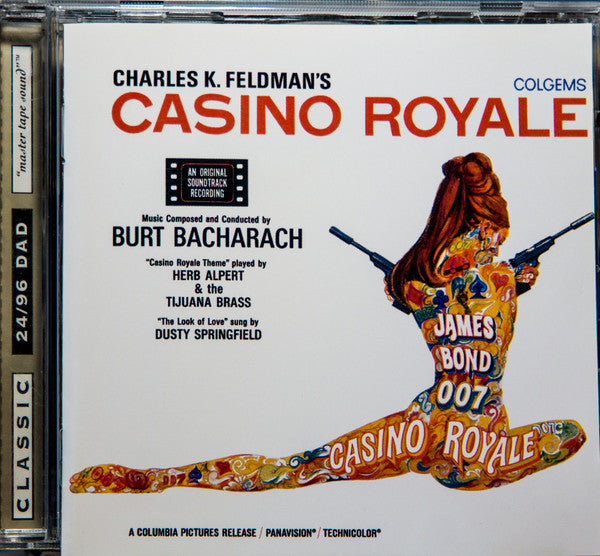 CHARLES K. FELDMAN'S
COLGEMS
CASINO ROYALE
AN ORIGINAL
SOUNDTRACK
RECORDING
Music Composed and Conducted by
BURT BACHARACH
"Casino Royale Theme" played by
HERB ALPERT
& the
TIJUANA BRASS
"The Look of Love" sung by
DUSTY SPRINGFIELD
JAMES
BOND
007
CASINO ROYALE
007
A COLUMBIA PICTURES RELEASE / PANAVISION® / TECHNICOLOR®
"master tape sound"™
24/96 DAD
CLASSIC